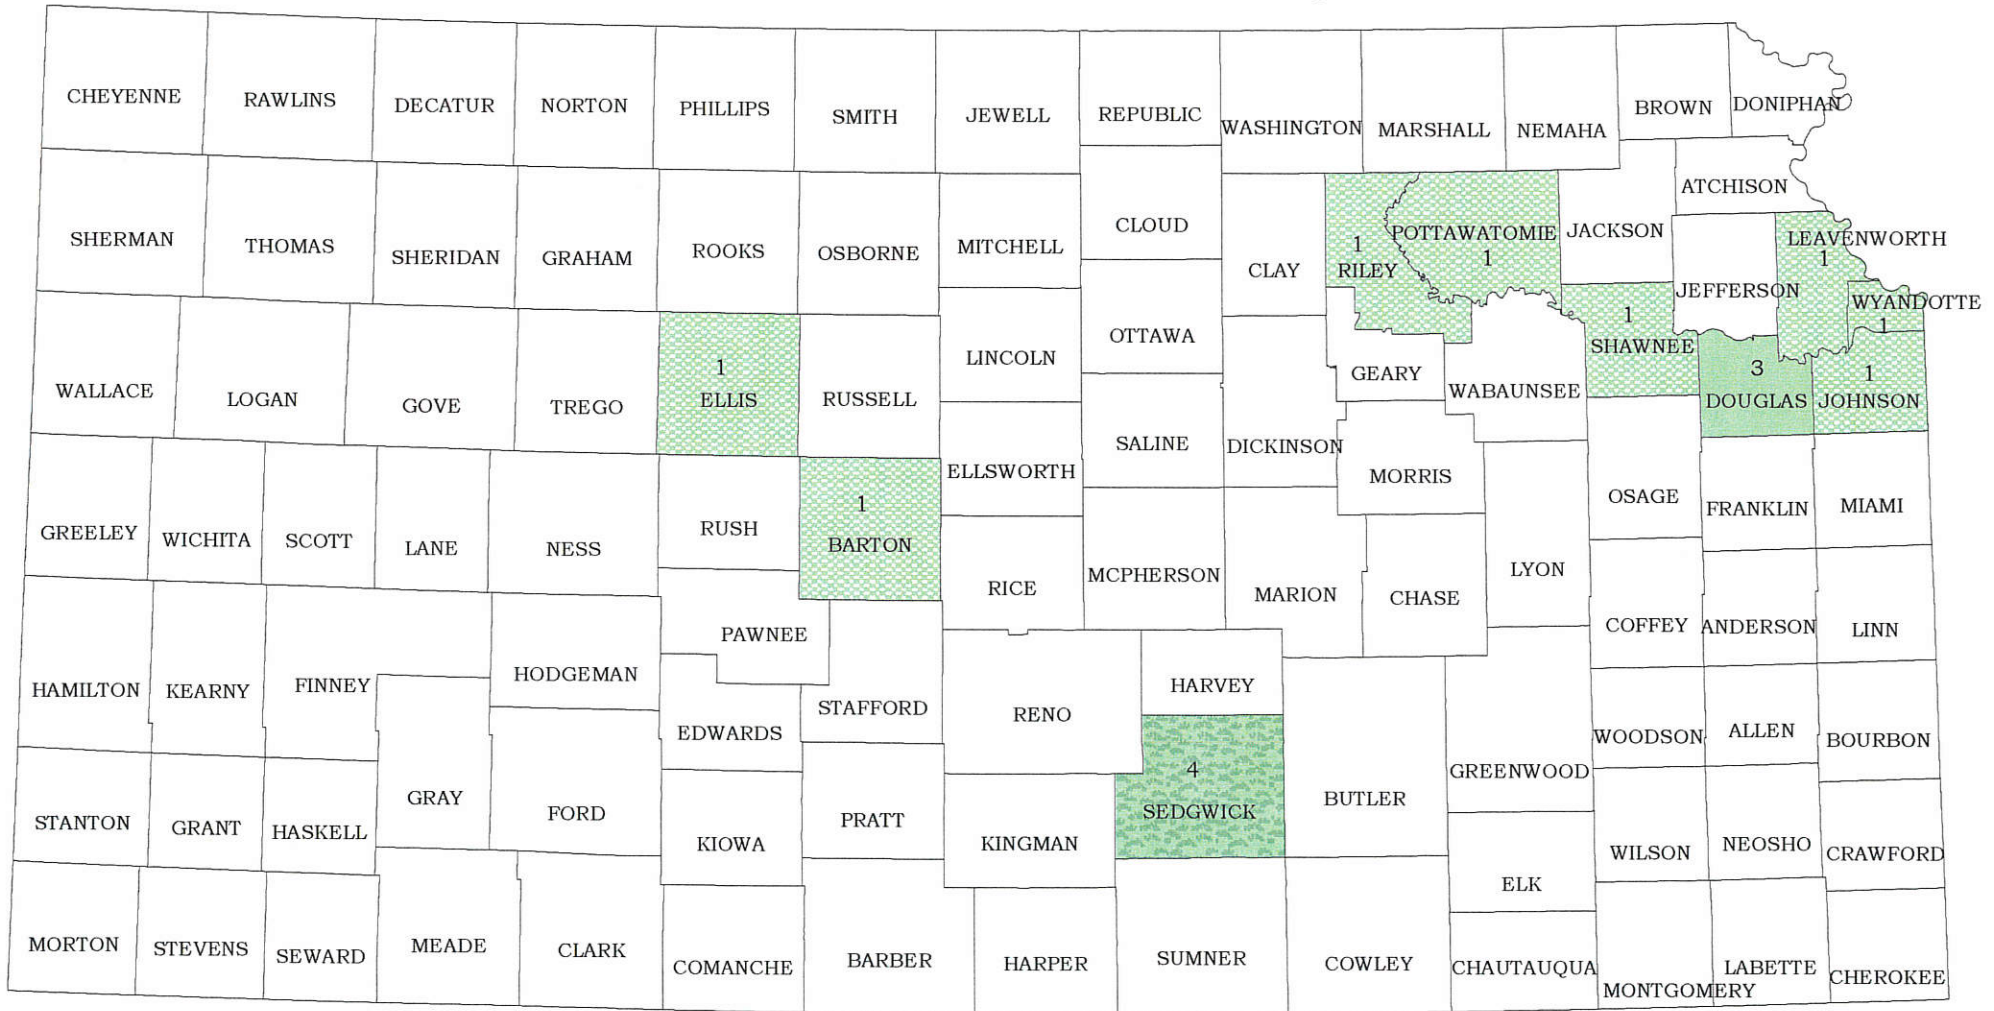 CHEYENNE
RAWLINS
DECATUR
NORTON
PHILLIPS
SMITH
JEWELL
REPUBLIC
WASHINGTON
MARSHALL
NEMAHA
BROWN
DONIPHAN
SHERMAN
THOMAS
SHERIDAN
GRAHAM
ROOKS
OSBORNE
MITCHELL
CLOUD
CLAY
1
RILEY
POTTAWATOMIE
1
JACKSON
ATCHISON
JEFFERSON
LEAVENWORTH
1
WYANDOTTE
1
WALLACE
LOGAN
GOVE
TREGO
1
ELLIS
RUSSELL
LINCOLN
OTTAWA
GEARY
WABAUNSEE
1
SHAWNEE
3
DOUGLAS
1
JOHNSON
ELLSWORTH
SALINE
DICKINSON
MORRIS
GREELEY
WICHITA
SCOTT
LANE
NESS
RUSH
1
BARTON
RICE
MCPHERSON
MARION
CHASE
LYON
OSAGE
FRANKLIN
MIAMI
PAWNEE
COFFEY
ANDERSON
LINN
HAMILTON
KEARNY
FINNEY
HODGEMAN
EDWARDS
STAFFORD
RENO
HARVEY
4
SEDGWICK
BUTLER
GREENWOOD
WOODSON
ALLEN
BOURBON
STANTON
GRANT
HASKELL
GRAY
FORD
KIOWA
PRATT
KINGMAN
ELK
WILSON
NEOSHO
CRAWFORD
MORTON
STEVENS
SEWARD
MEADE
CLARK
COMANCHE
BARBER
HARPER
SUMNER
COWLEY
CHAUTAUQUA
MONTGOMERY
LABETTE
CHEROKEE